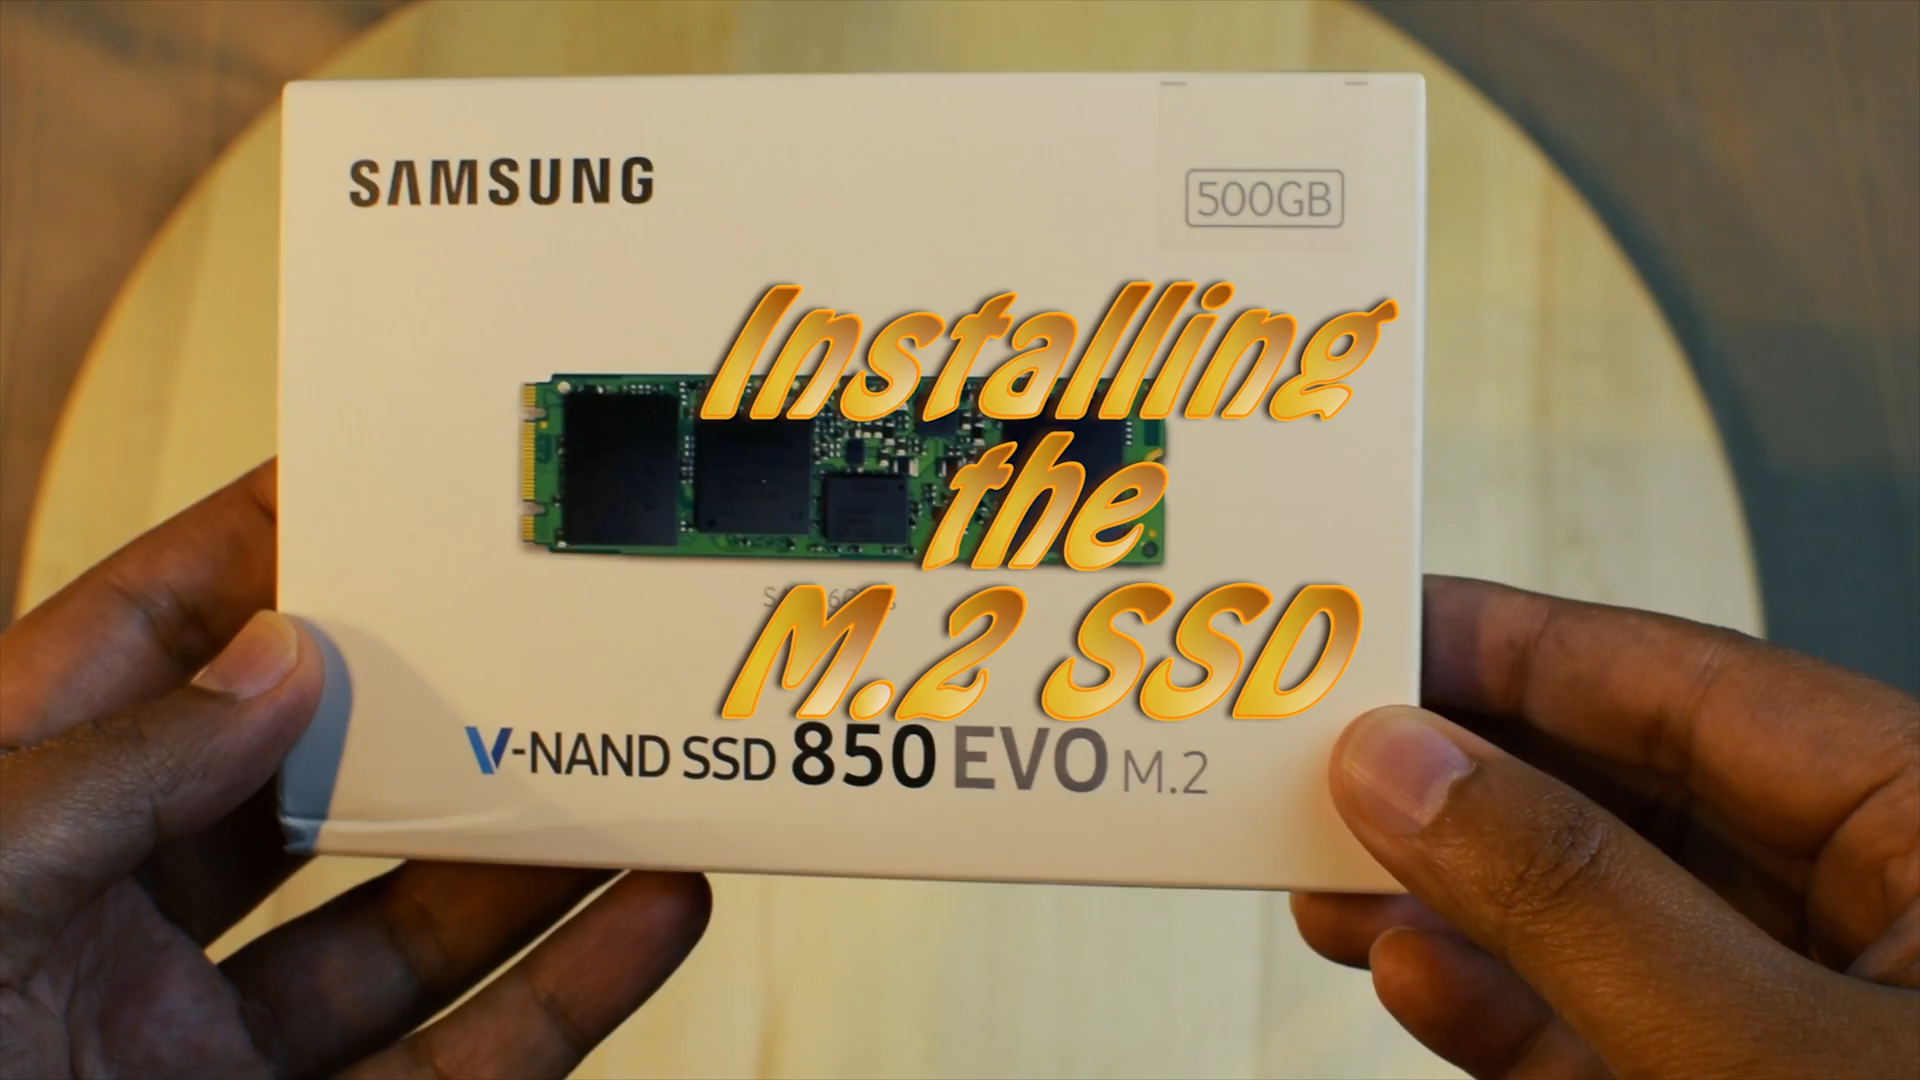 SAMSUNG
500GB
Installing
the
M.2 SSD
V-NAND SSD 850 EVO M.2